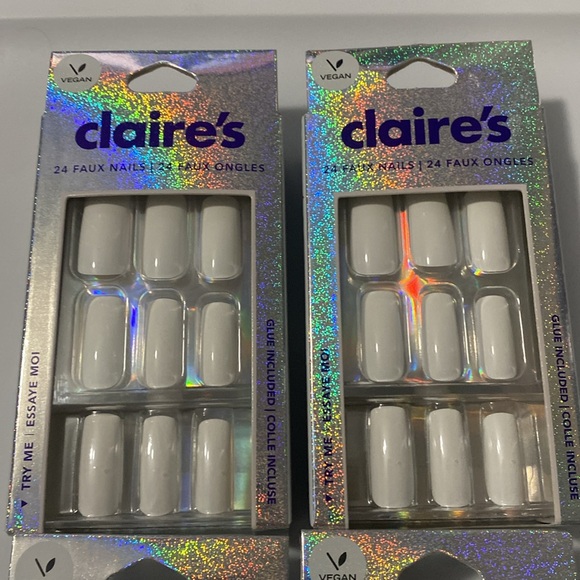 VEGAN
claire's
24 FAUX NAILS | 24 FAUX ONGLES
TRY ME | ESSAYE MOI
GLUE INCLUDED | COLLE INCLUSE
VEGAN
claire's
24 FAUX NAILS | 24 FAUX ONGLES
TRY ME | ESSAYE MOI
GLUE INCLUDED | COLLE INCLUSE
VEGAN
VEGAN